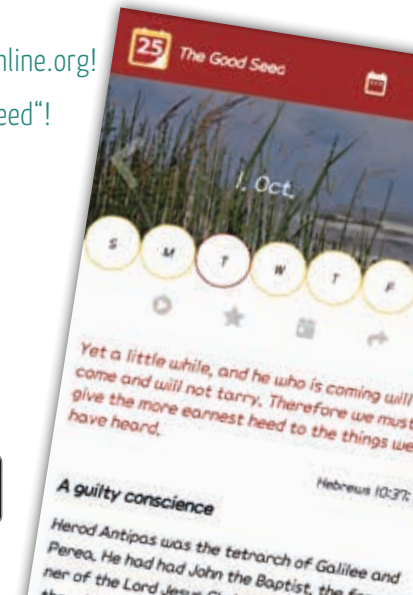 nline.org!
eed“!
25 The Good Seed
1. Oct.
S M T W T F
Yet a little while, and he who is coming will
come and will not tarry. Therefore we must
give the more earnest heed to the things we
have heard.
Hebrews 10:37;
A guilty conscience
Herod Antipas was the tetrarch of Galilee and
Perea. He had had John the Baptist, the
ner of the Lord Jesus